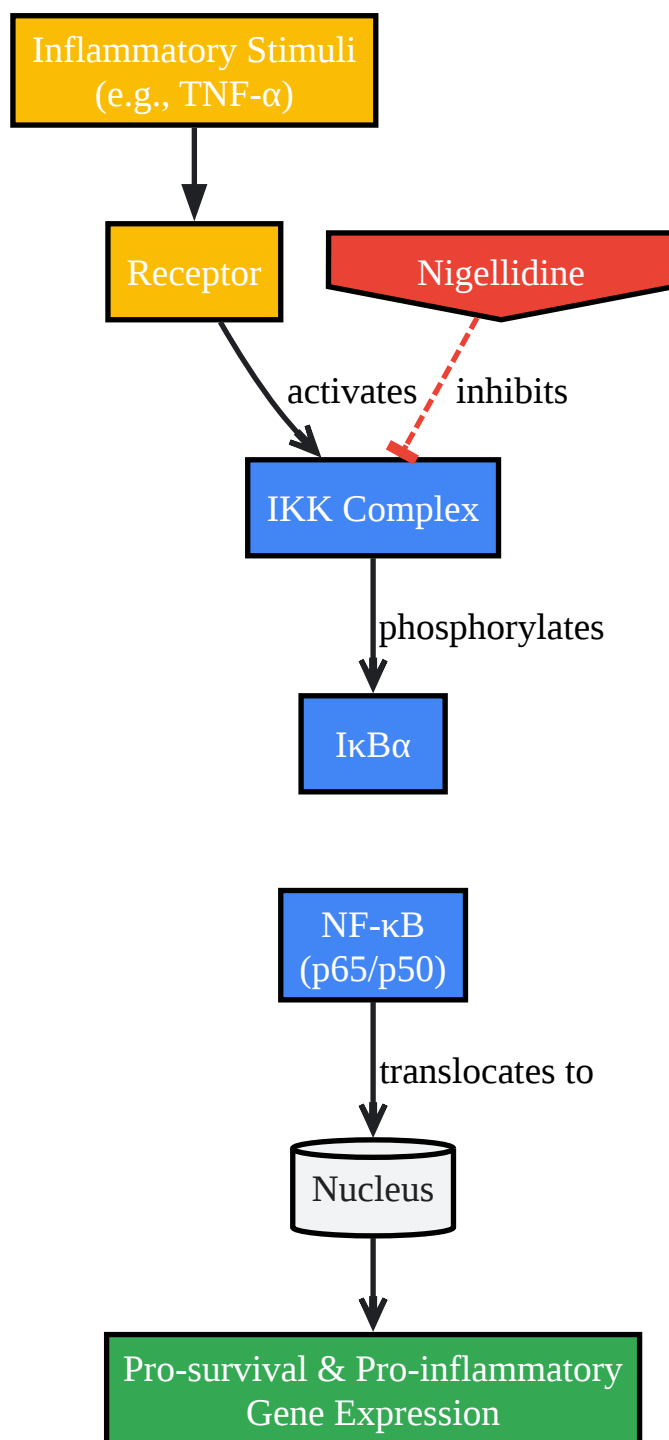 Inflammatory Stimuli
(e.g., TNF-α)
Receptor
Nigellidine
activates
inhibits
IKK Complex
phosphorylates
IκBα
NF-κB
(p65/p50)
translocates to
Nucleus
Pro-survival & Pro-inflammatory
Gene Expression